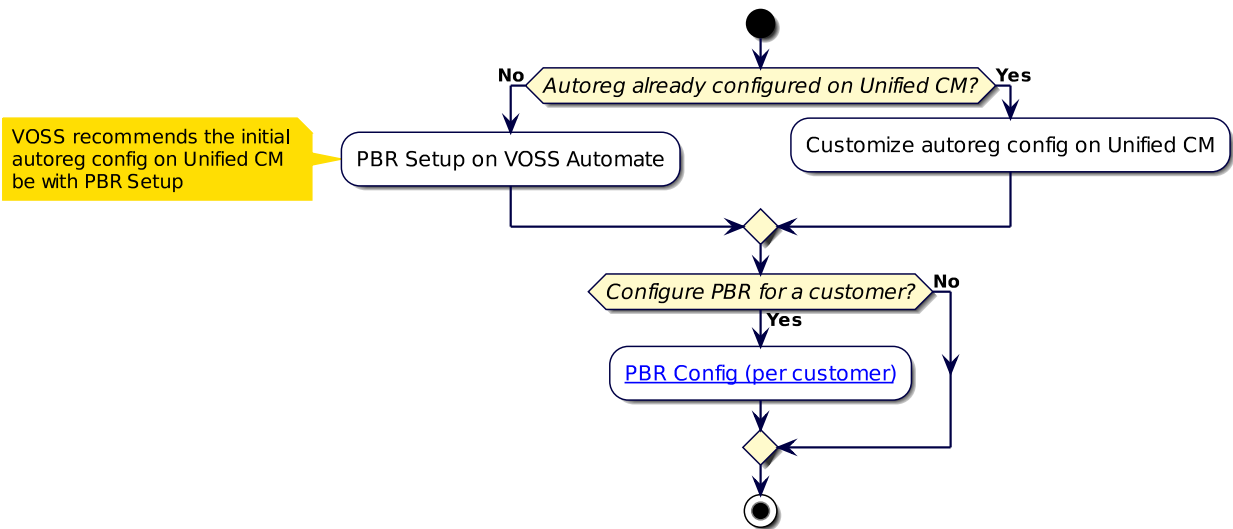 No
Autoreg already configured on Unified CM?
Yes
VOSS recommends the initial
autoreg config on Unified CM
be with PBR Setup
PBR Setup on VOSS Automate
Customize autoreg config on Unified CM
Configure PBR for a customer?
No
Yes
PBR Config (per customer)